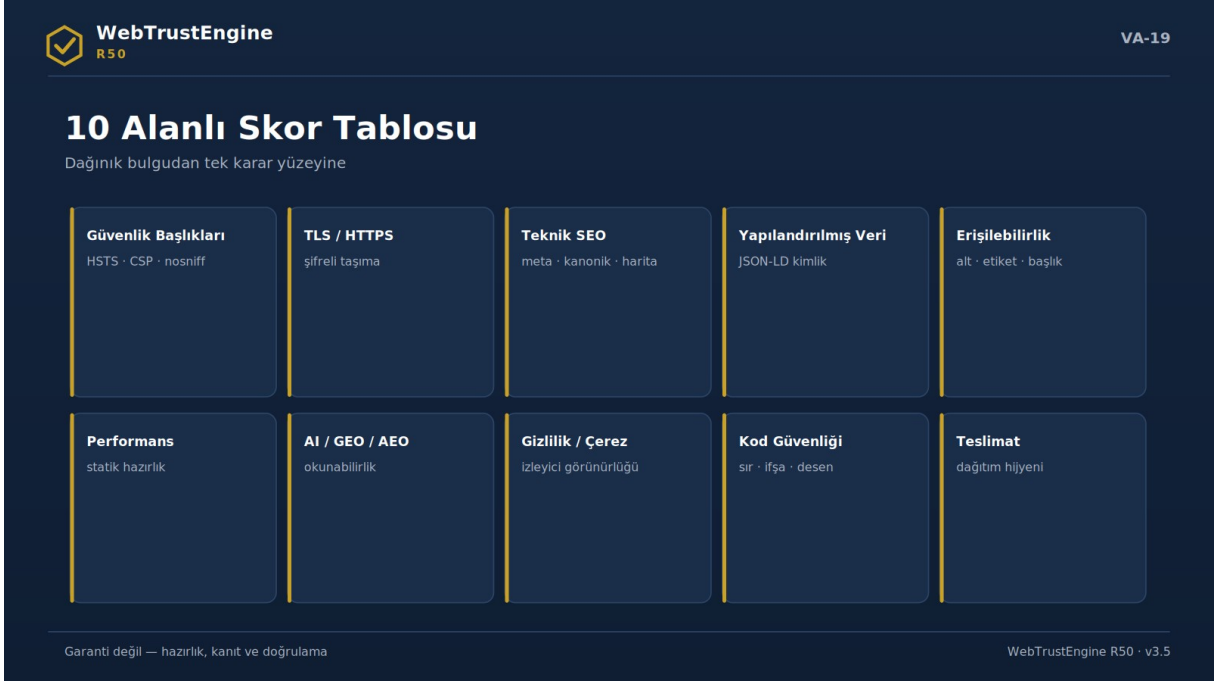 WebTrustEngine
R50
VA-19
10 Alanlı Skor Tablosu
Dağınık bulgudan tek karar yüzeyine
Güvenlik Başlıkları
HSTS · CSP · nosniff
TLS / HTTPS
şifreli taşıma
Teknik SEO
meta · kanonik · harita
Yapılandırılmış Veri
JSON-LD kimlik
Erişilebilirlik
alt · etiket · başlık
Performans
statik hazırlık
AI / GEO / AEO
okunabilirlik
Gizlilik / Çerez
izleyici görünürlüğü
Kod Güvenliği
sır · ifşa · desen
Teslimat
dağıtım hijyeni
Garanti değil — hazırlık, kanıt ve doğrulama
WebTrustEngine R50 · v3.5